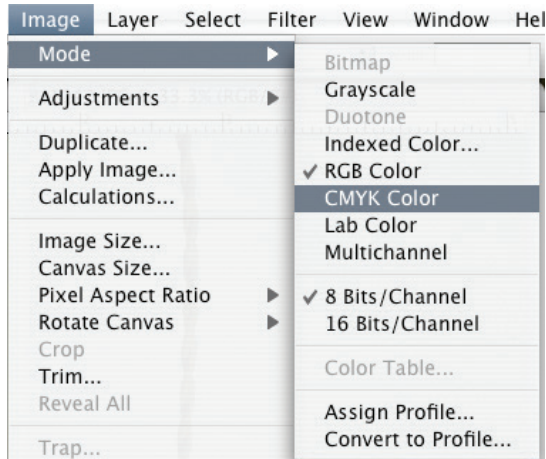 Image Layer Select Filter View Window Hel
Mode
Adjustments
Duplicate...
Apply Image...
Calculations...
Image Size...
Canvas Size...
Pixel Aspect Ratio
Rotate Canvas
Crop
Trim...
Reveal All
Trap...
Bitmap
Grayscale
Duotone
Indexed Color...
RGB Color
CMYK Color
Lab Color
Multichannel
8 Bits/Channel
16 Bits/Channel
Color Table...
Assign Profile...
Convert to Profile...